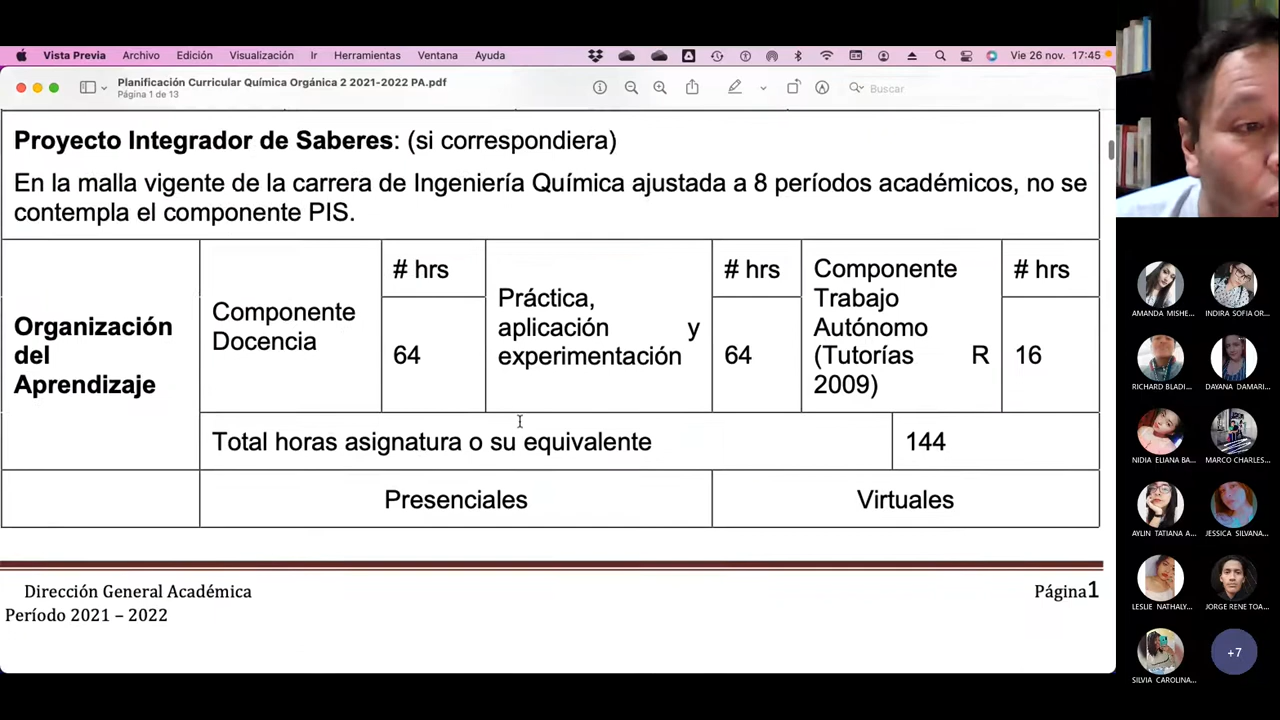 Vista Previa Archivo Edición Visualización Ir Herramientas Ventana Ayuda Vie 26 nov. 17:45
Planificación Curricular Química Orgánica 2 2021-2022 PA.pdf
Página 1 de 13
Buscar
Proyecto Integrador de Saberes: (si correspondiera)
En la malla vigente de la carrera de Ingeniería Química ajustada a 8 períodos académicos, no se
contempla el componente PIS.
Organización
del
Aprendizaje
Componente
Docencia
# hrs
64
Práctica,
aplicación y
experimentación
# hrs
64
Componente
Trabajo
Autónomo
(Tutorías R
2009)
# hrs
16
Total horas asignatura o su equivalente
144
Presenciales
Virtuales
Dirección General Académica
Página1
Período 2021 – 2022
AMANDA MISHE...
INDIRA SOFIA OR...
RICHARD BLADI...
DAYANA DAMARI...
NIDIA ELIANA BA...
MARCO CHARLES...
AYLIN TATIANA A...
JESSICA SILVANA...
LESLIE NATHALY...
JORGE RENE TOA...
SILVIA CAROLINA...
+7